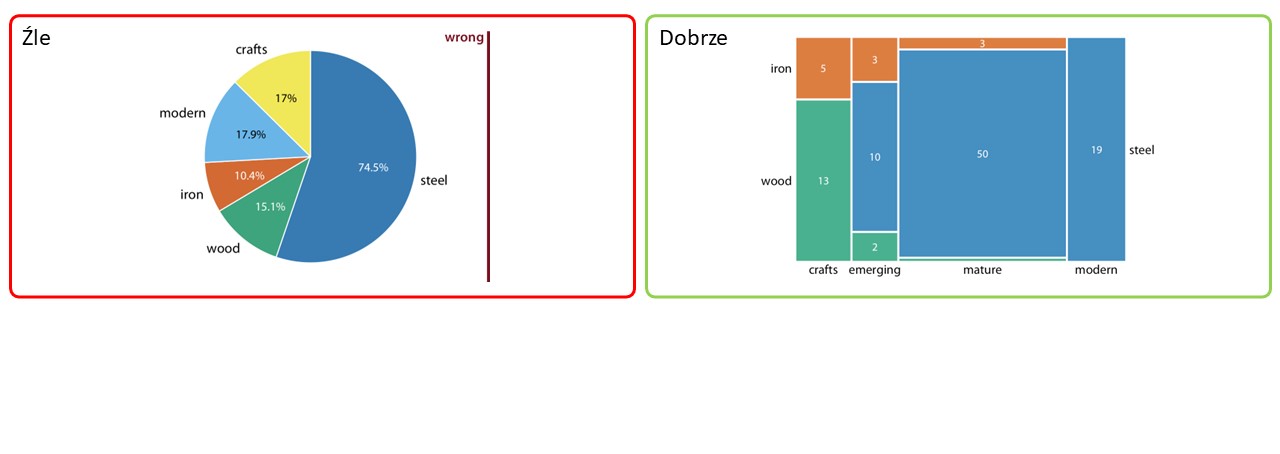 Źle
wrong
crafts
17%
modern
17.9%
74.5%
steel
iron
10.4%
15.1%
wood
Dobrze
iron
5
3
3
10
50
19
steel
wood
13
2
crafts
emerging
mature
modern